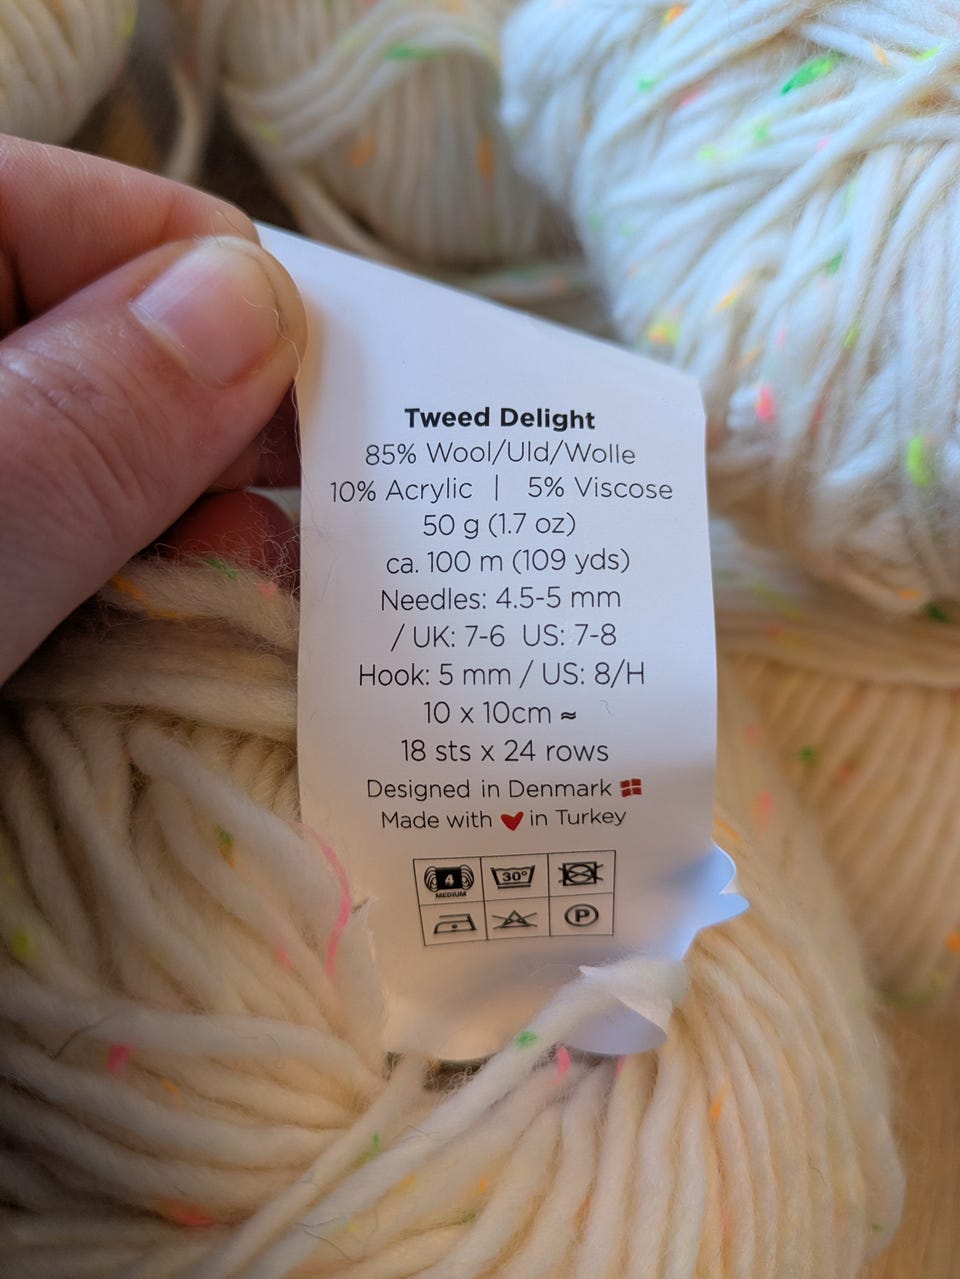 Tweed Delight
85% Wool/Uld/Wolle
10% Acrylic | 5% Viscose
50 g (1.7 oz)
ca. 100 m (109 yds)
Needles: 4.5-5 mm
/ UK: 7-6 US: 7-8
Hook: 5 mm / US: 8/H
10 x 10cm ≈
18 sts x 24 rows
Designed in Denmark
Made with ❤ in Turkey
4 30°
MEDIUM
P